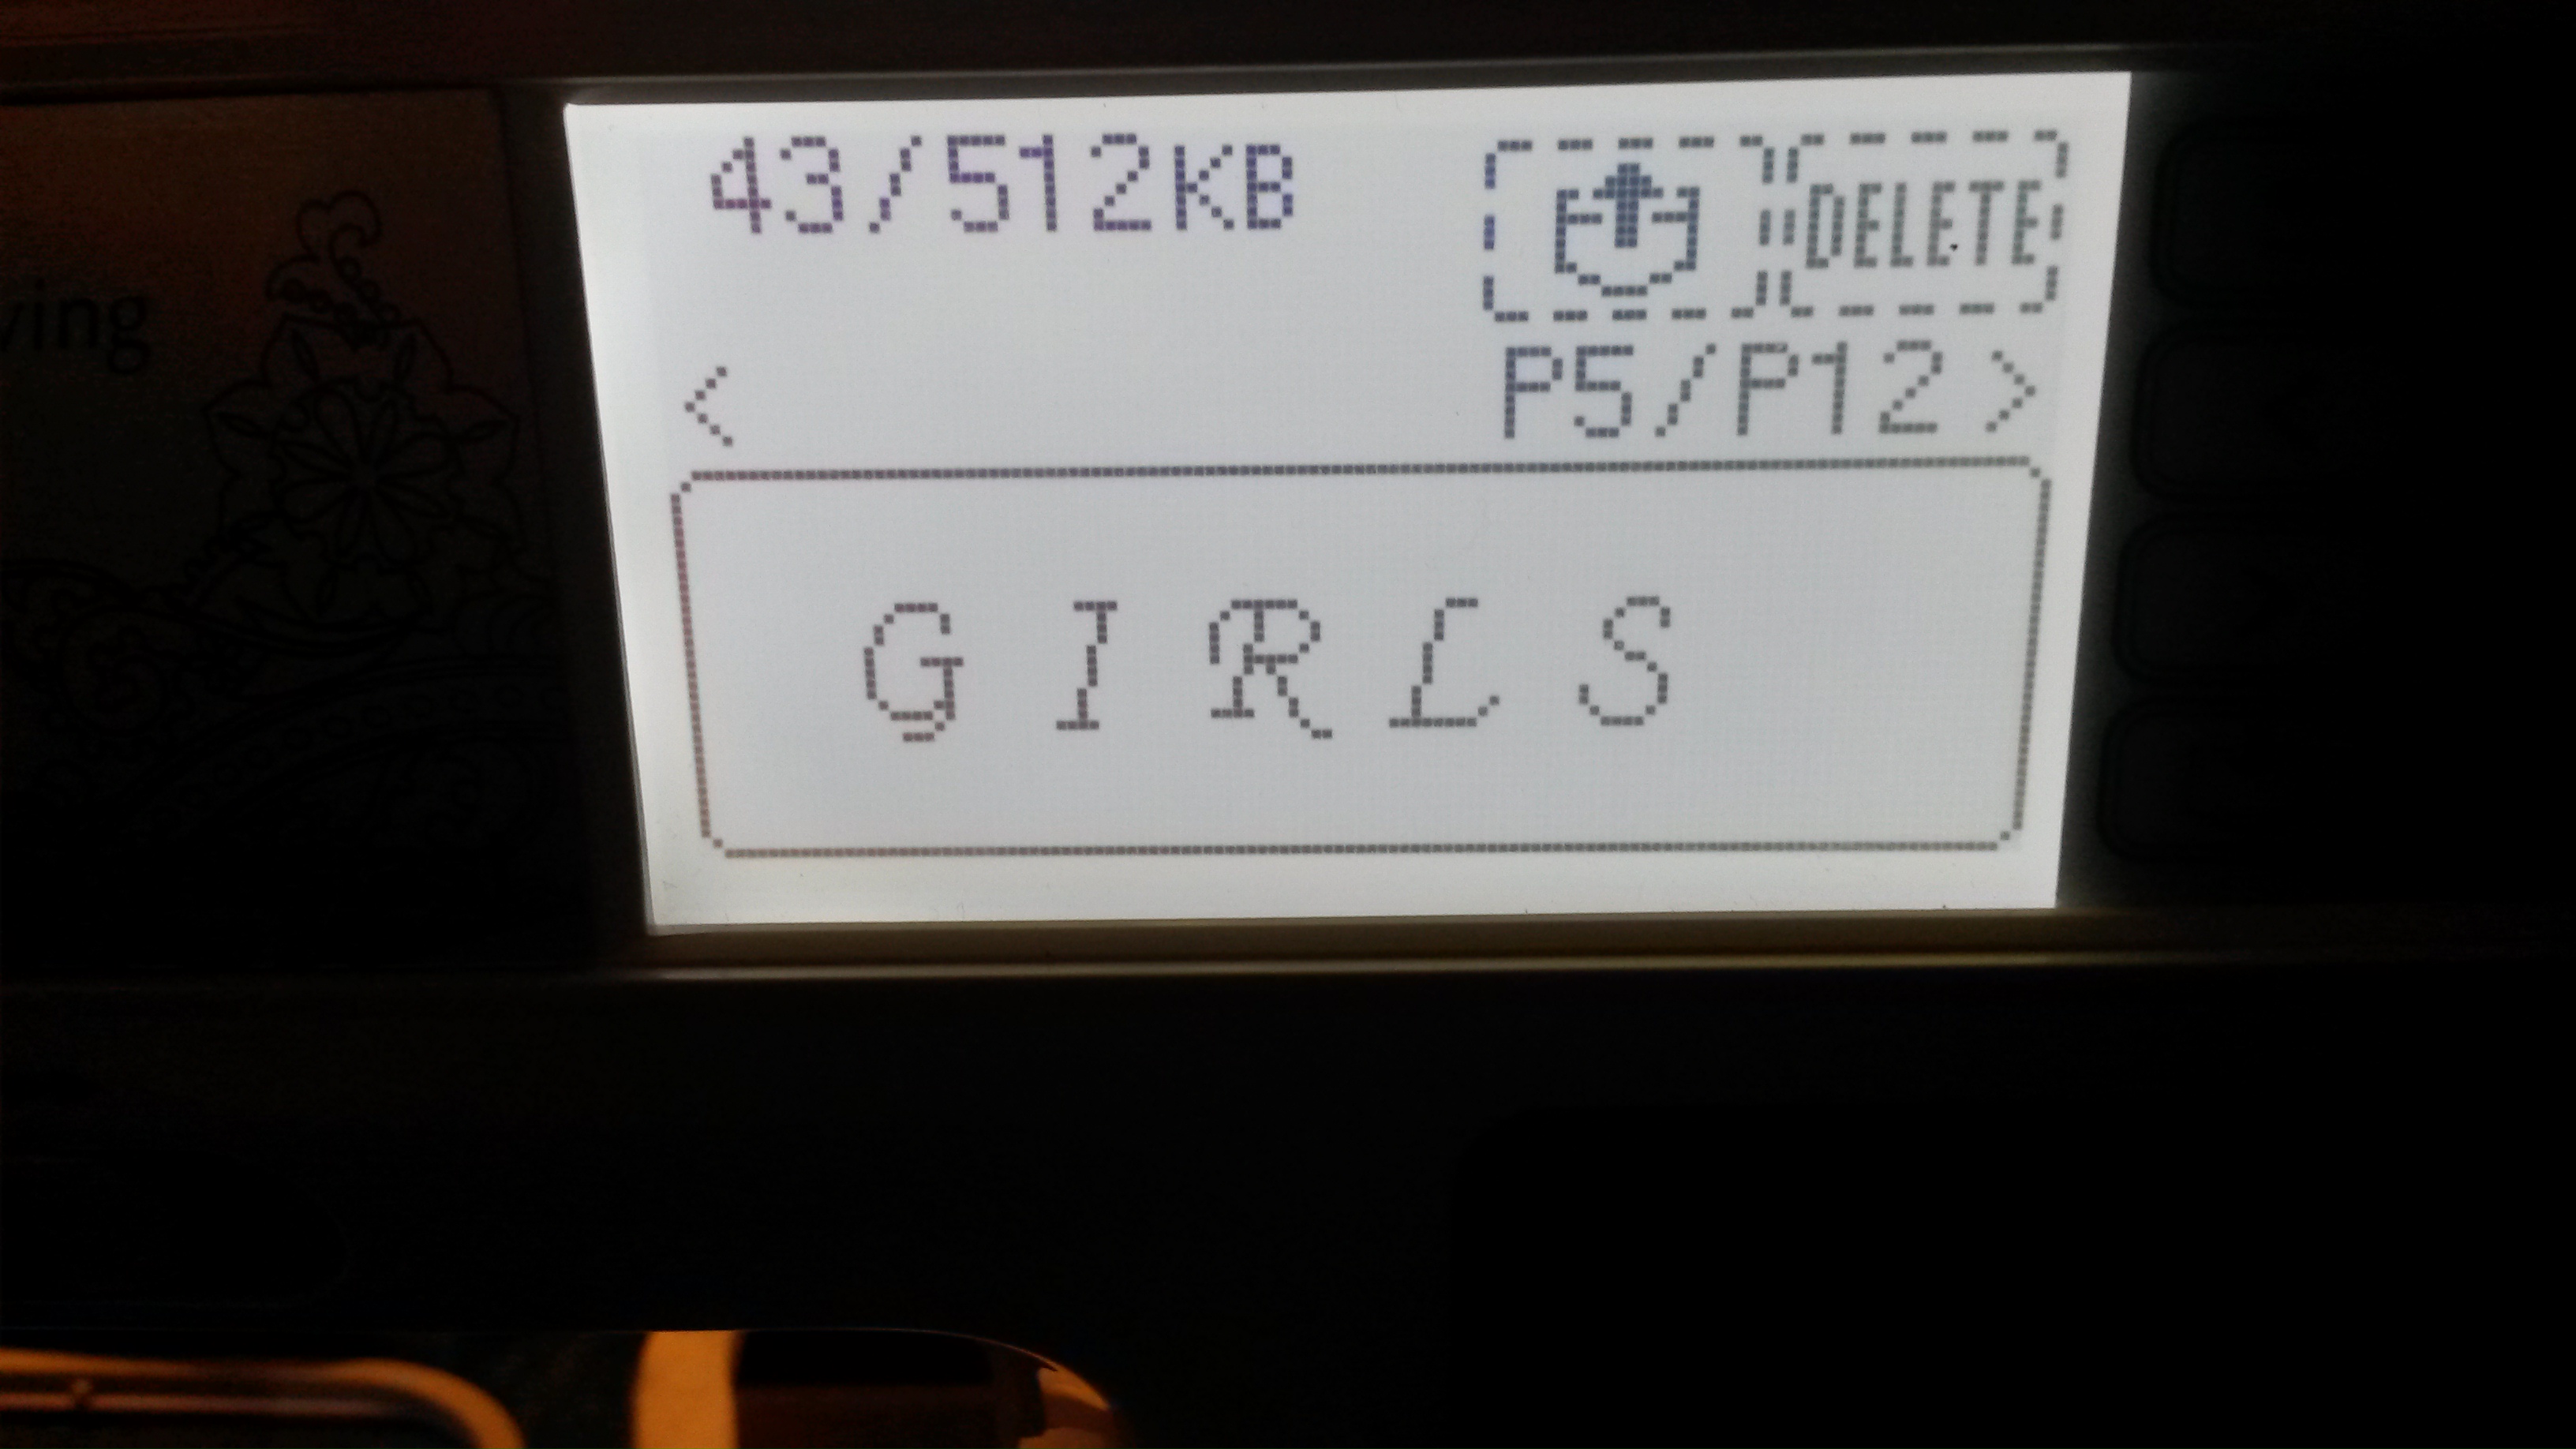 43/512KB
DELETE
< P5/P12>
GIRLS